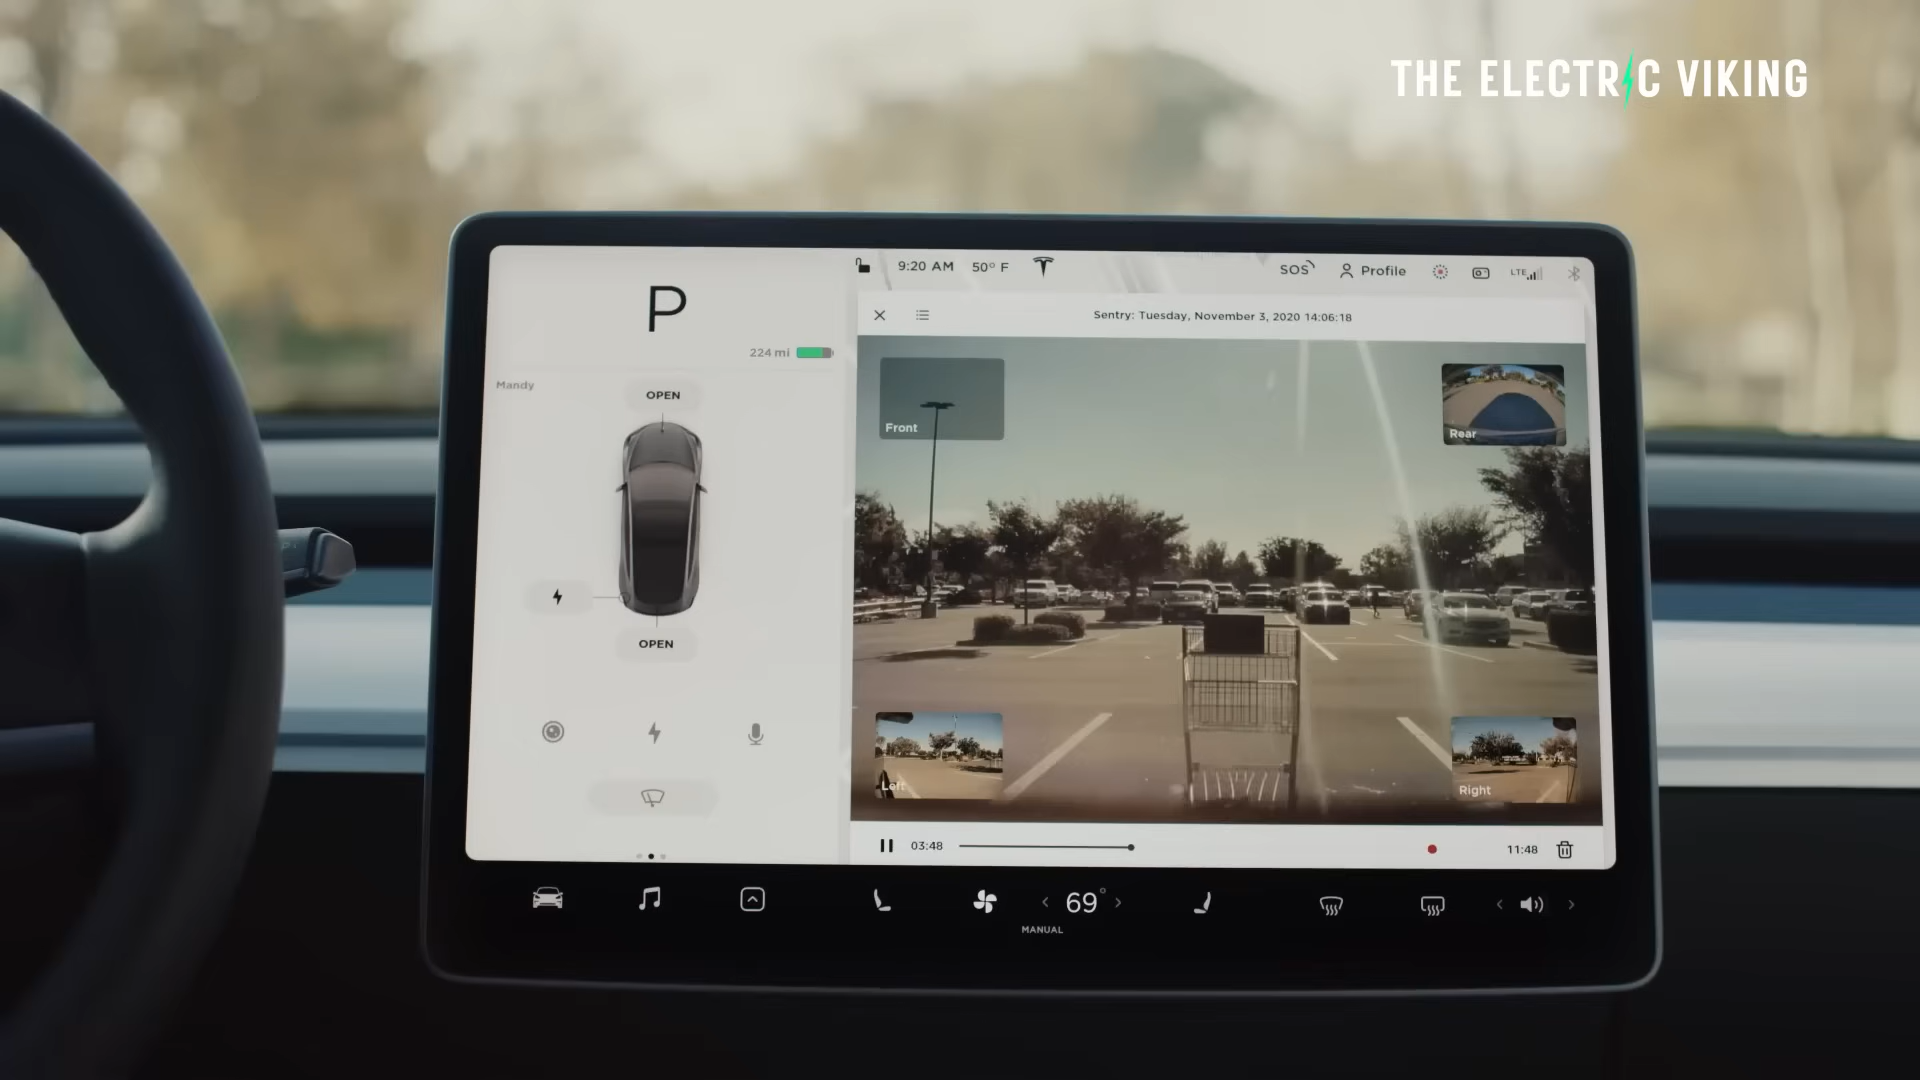 THE ELECTRIC VIKING
P
224 mi
Mandy
OPEN
OPEN
9:20 AM 50° F
SOS Profile LTE
Sentry: Tuesday, November 3, 2020 14:06:18
Front
Rear
Left
Right
03:48
11:48
69°
MANUAL